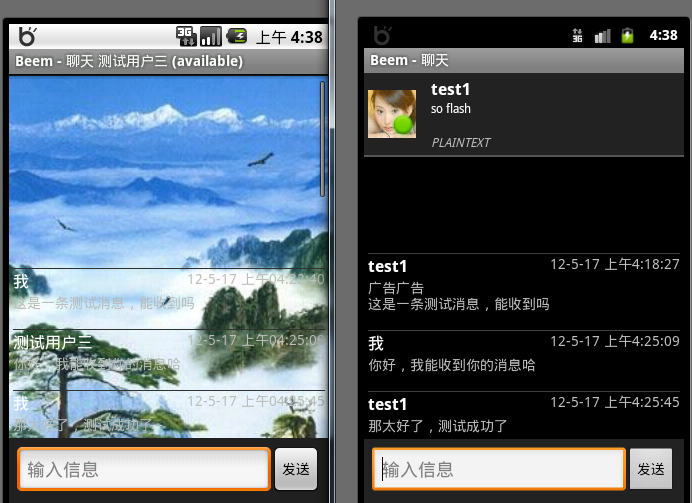 3G
上午 4:38
Beem - 聊天 测试用户三 (available)
我
12-5-17 上午04:22:40
这是一条测试消息，能收到吗
测试用户三
12-5-17 上午04:25:06
你好，我能收到你的消息哈
我
12-5-17 上午04:25:45
那太好了，测试成功了
输入信息
发送
3G
4:38
Beem - 聊天
test1
so flash
PLAINTEXT
test1
12-5-17 上午4:18:27
广告广告
这是一条测试消息，能收到吗
我
12-5-17 上午4:25:09
你好，我能收到你的消息哈
test1
12-5-17 上午4:25:45
那太好了，测试成功了
输入信息
发送